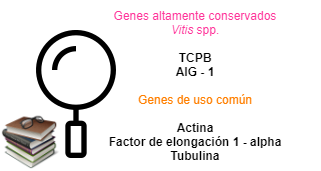 Genes altamente conservados
Vitis spp.
TCPB
AIG - 1
Genes de uso común
Actina
Factor de elongación 1 - alpha
Tubulina